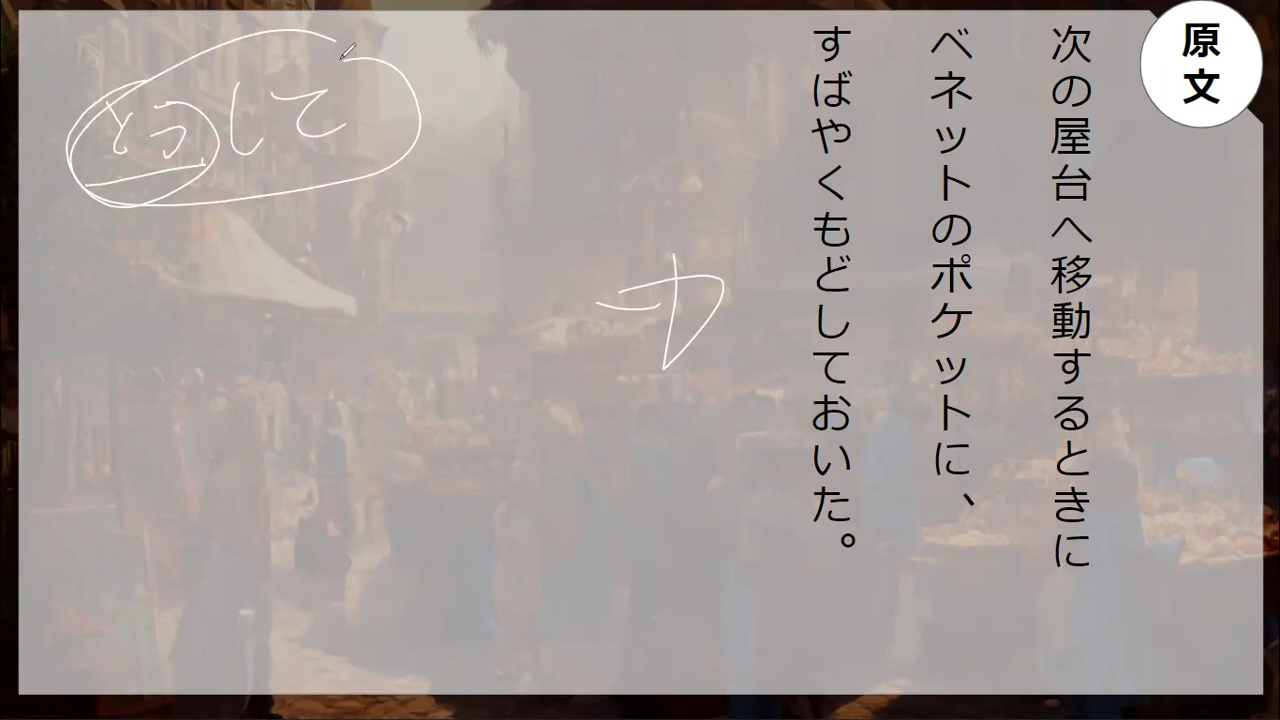 原文
次の屋台へ移動するときに
ベネットのポケットに、
すばやくもどしておいた。
どうして